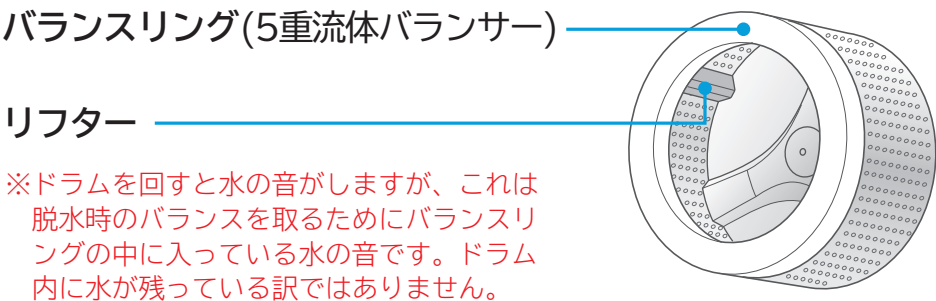 バランスリング(5重流体バランサー)
リフター
※ドラムを回すと水の音がしますが、これは
脱水時のバランスを取るためにバランスリ
ングの中に入っている水の音です。ドラム
内に水が残っている訳ではありません。